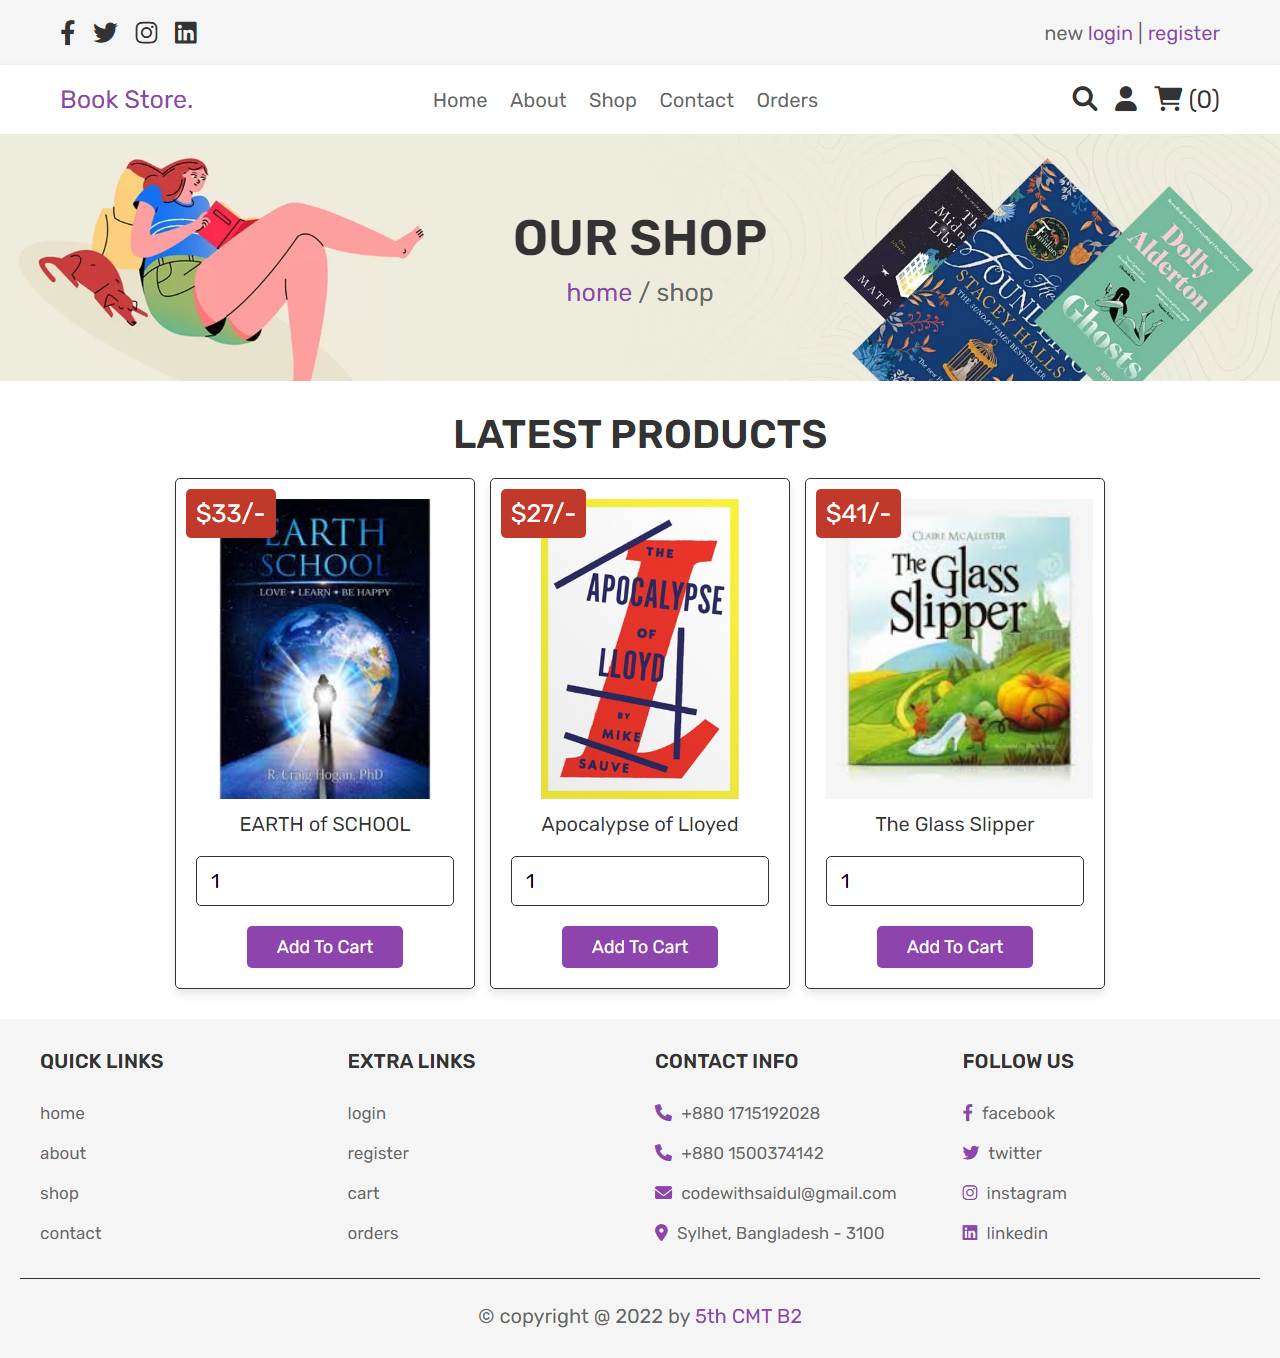 new login | register
Book Store.
Home About Shop Contact Orders
(0)
OUR SHOP
home / shop
The
Midn
Libr
MATT
The
Foundling
FOUNDL
STACEY HALLS
THE SUNDAY TIMES BESTSELLER
Dolly
Alderton
Ghosts
LATEST PRODUCTS
$33/-
EARTH
SCHOOL
LOVE • LEARN • BE HAPPY
R. Craig Hogan, PhD
EARTH of SCHOOL
1
Add To Cart
$27/-
THE
APOCALYPSE
OF
LLOYD
BY
MIKE
SAUVE
Apocalypse of Lloyed
1
Add To Cart
$41/-
CLAIRE MCALLISTER
The Glass
Slipper
The Glass Slipper
1
Add To Cart
QUICK LINKS
home
about
shop
contact
EXTRA LINKS
login
register
cart
orders
CONTACT INFO
+880 1715192028
+880 1500374142
codewithsaidul@gmail.com
Sylhet, Bangladesh - 3100
FOLLOW US
facebook
twitter
instagram
linkedin
© copyright @ 2022 by 5th CMT B2